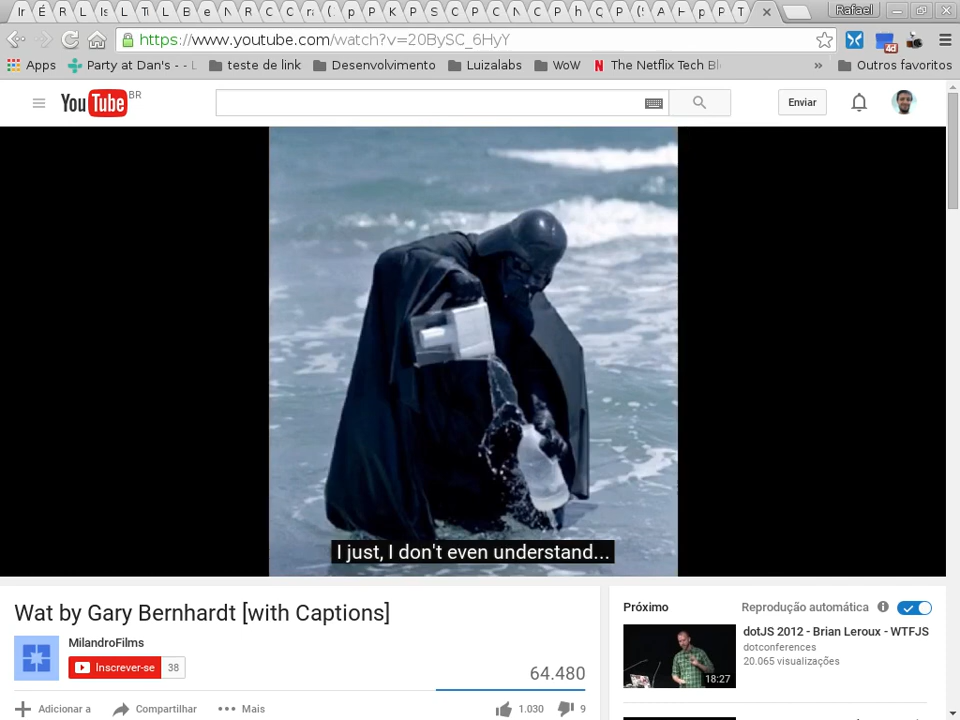 Rafael
https://www.youtube.com/watch?v=20BySC_6HyY
Apps Party at Dan's - - L teste de link Desenvolvimento Luizalabs WoW N The Netflix Tech Bl » Outros favoritos
YouTube BR Enviar
I just, I don't even understand...
Wat by Gary Bernhardt [with Captions]
MilandroFilms
Inscrever-se 38
64.480
Adicionar a Compartilhar Mais 1.030 9
Próximo Reprodução automática
dotJS 2012 - Brian Leroux - WTFJS
dotconferences
20.065 visualizações
18:27